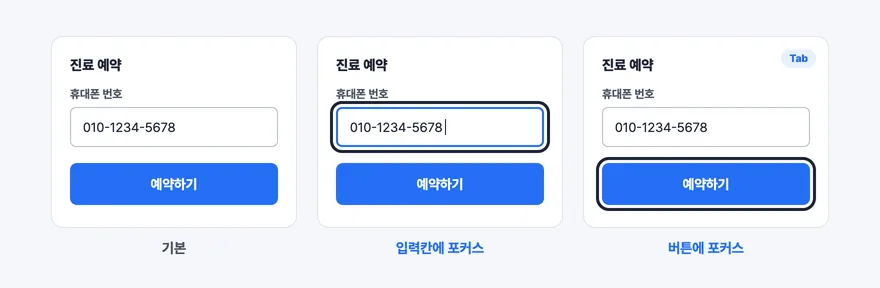 진료 예약
휴대폰 번호
010-1234-5678
예약하기
기본
진료 예약
휴대폰 번호
010-1234-5678
예약하기
입력칸에 포커스
진료 예약
Tab
휴대폰 번호
010-1234-5678
예약하기
버튼에 포커스